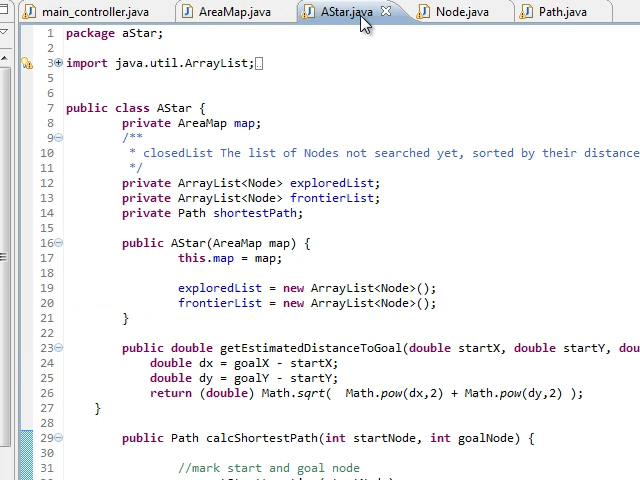 main_controller.java AreaMap.java AStar.java Node.java Path.java
1 package aStar;
2
3 import java.util.ArrayList;
5
6
7 public class AStar {
8 private AreaMap map;
9 /**
10 * closedList The list of Nodes not searched yet, sorted by their distance
11 */
12 private ArrayList<Node> exploredList;
13 private ArrayList<Node> frontierList;
14 private Path shortestPath;
15
16 public AStar(AreaMap map) {
17 this.map = map;
18
19 exploredList = new ArrayList<Node>();
20 frontierList = new ArrayList<Node>();
21 }
22
23 public double getEstimatedDistanceToGoal(double startX, double startY, dou
24 double dx = goalX - startX;
25 double dy = goalY - startY;
26 return (double) Math.sqrt( Math.pow(dx,2) + Math.pow(dy,2) );
27 }
28
29 public Path calcShortestPath(int startNode, int goalNode) {
30
31 //mark start and goal node